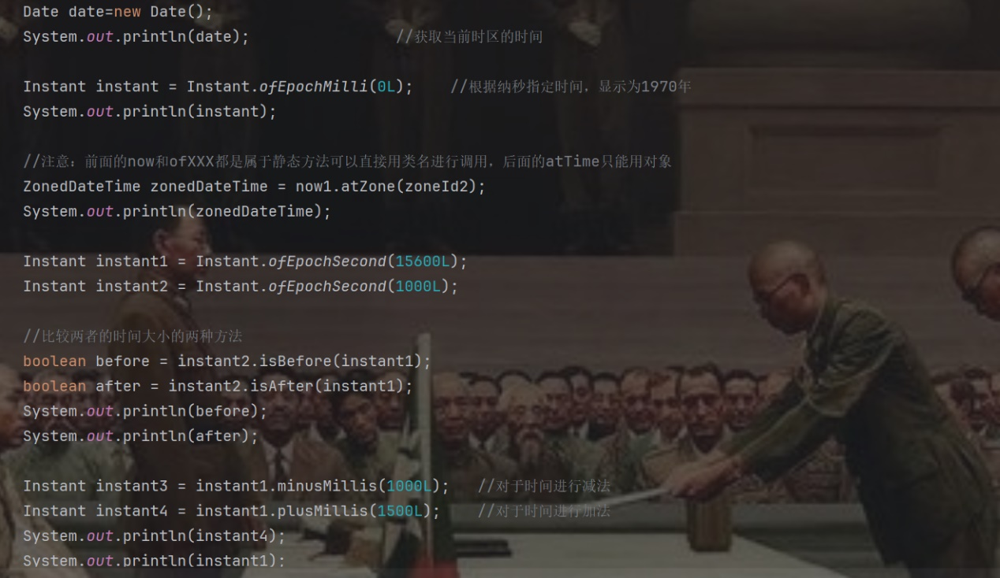 Date date=new Date();
System.out.println(date); //获取当前时区的时间
Instant instant = Instant.ofEpochMilli(0L); //根据纳秒指定时间，显示为1970年
System.out.println(instant);
//注意：前面的now和ofXXX都是属于静态方法可以直接用类名进行调用，后面的atTime只能用对象
ZonedDateTime zonedDateTime = now1.atZone(zoneId2);
System.out.println(zonedDateTime);
Instant instant1 = Instant.ofEpochSecond(15600L);
Instant instant2 = Instant.ofEpochSecond(1000L);
//比较两者的时间大小的两种方法
boolean before = instant2.isBefore(instant1);
boolean after = instant2.isAfter(instant1);
System.out.println(before);
System.out.println(after);
Instant instant3 = instant1.minusMillis(1000L); //对于时间进行减法
Instant instant4 = instant1.plusMillis(1500L); //对于时间进行加法
System.out.println(instant4);
System.out.println(instant1);